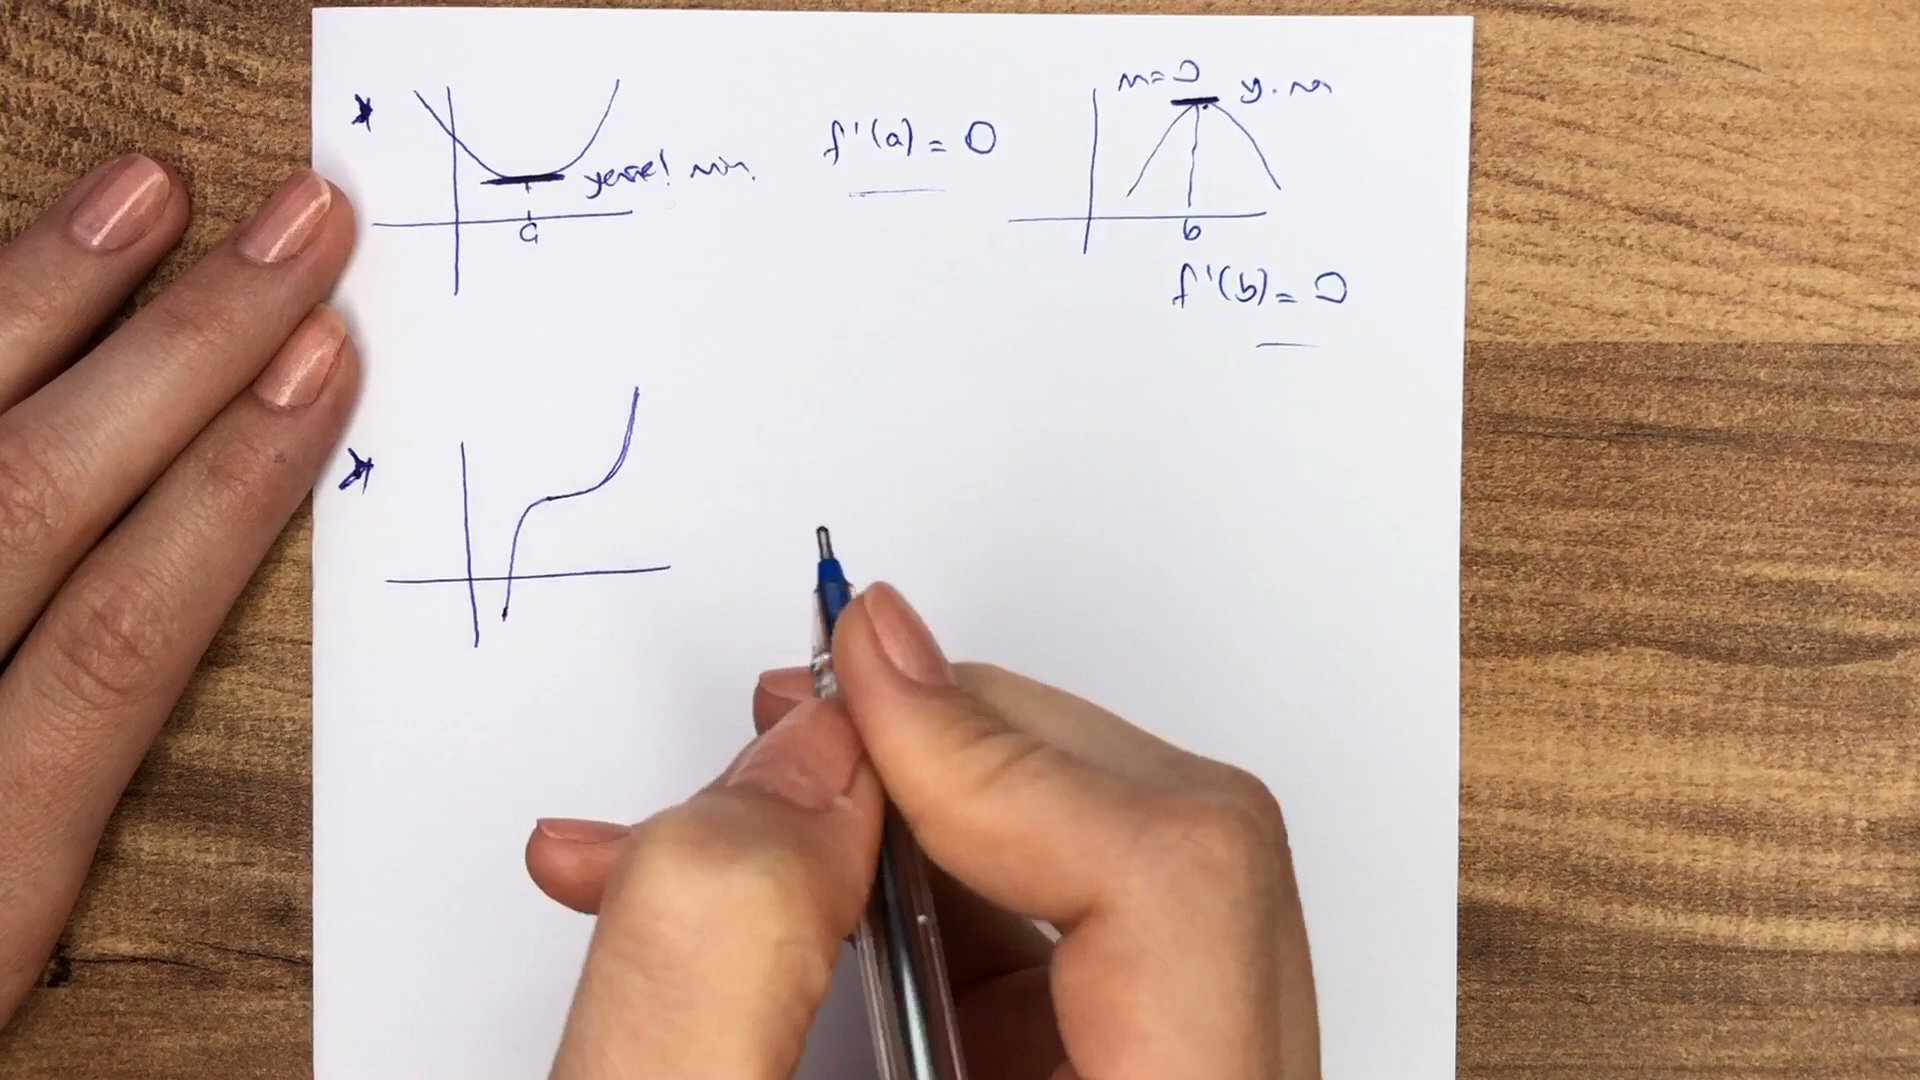 yerel min.
a
f'(a) = 0
m=0
y.
b
f'(b) = 0